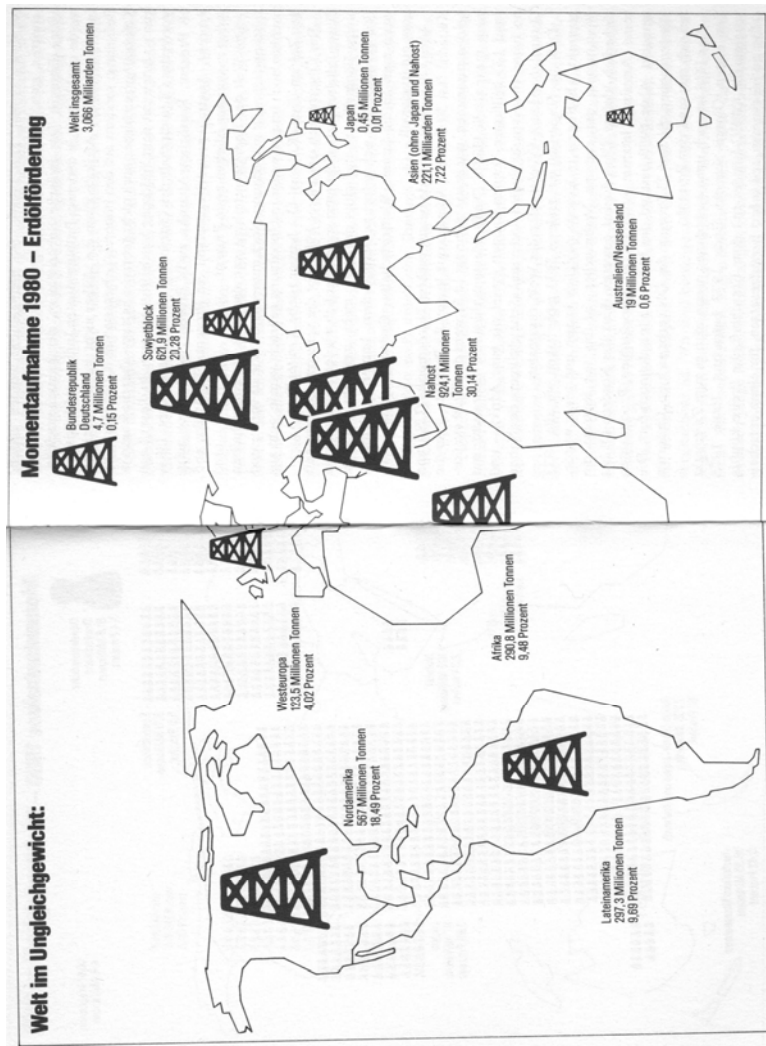 Welt im Ungleichgewicht:
Momentaufnahme 1980 – Erdölförderung
Welt insgesamt
3,066 Milliarden Tonnen
Bundesrepublik
Deutschland
4,7 Millionen Tonnen
0,15 Prozent
Sowjetblock
621,9 Millionen Tonnen
20,28 Prozent
Japan
0,45 Millionen Tonnen
0,01 Prozent
Westeuropa
123,5 Millionen Tonnen
4,02 Prozent
Nordamerika
567 Millionen Tonnen
18,49 Prozent
Nahost
924,1 Millionen
Tonnen
30,14 Prozent
Asien (ohne Japan und Nahost)
221,1 Milliarden Tonnen
7,22 Prozent
Afrika
290,8 Millionen Tonnen
9,48 Prozent
Lateinamerika
297,3 Millionen Tonnen
9,69 Prozent
Australien/Neuseeland
19 Millionen Tonnen
0,6 Prozent